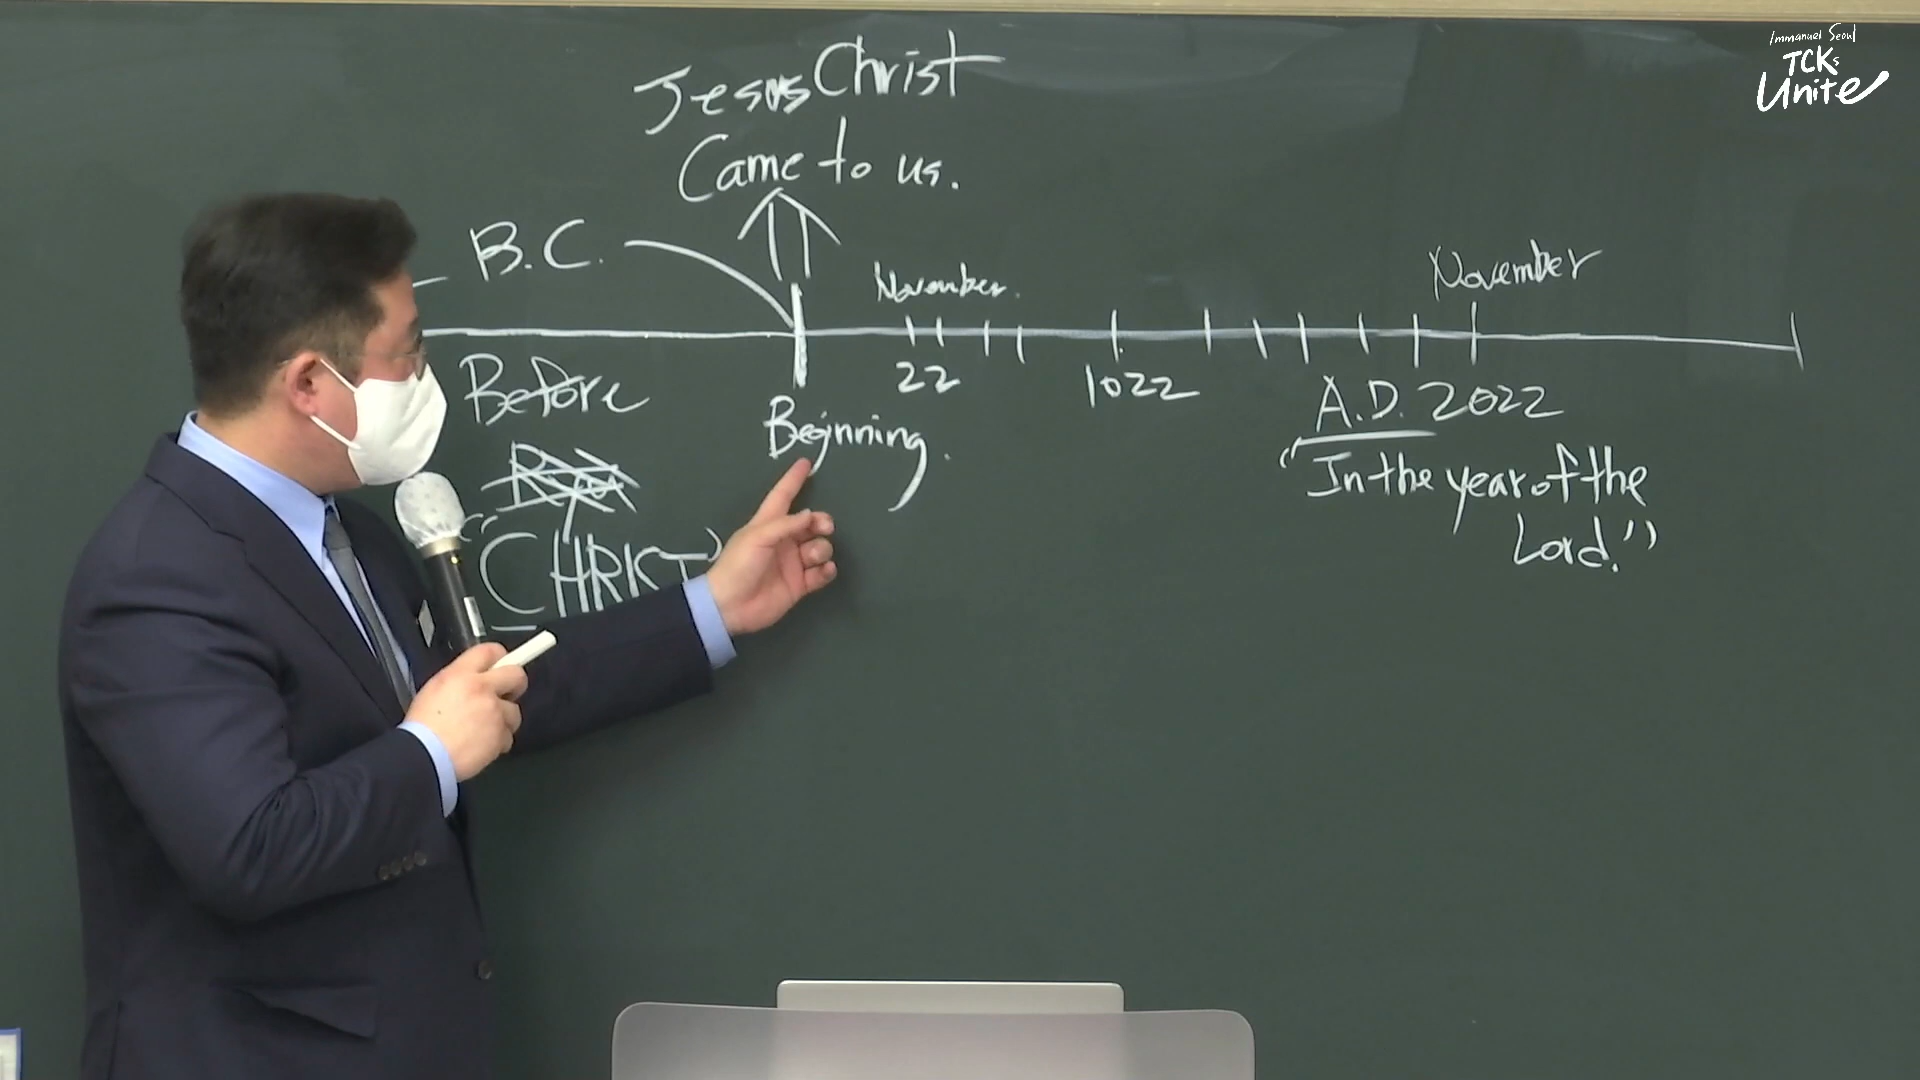 Immanuel Seoul
TCKs
Unite
Jesus Christ
Came to us.
B.C.
November.
November
22
1022
A.D. 2022
Before
Beginning.
"In the year of the
Lord."
"CHRIST"